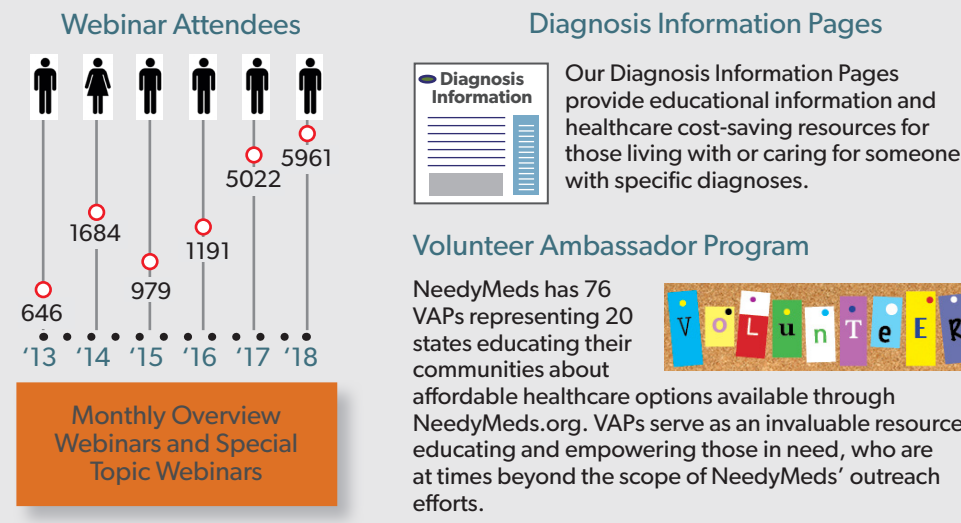 Webinar Attendees
646
1684
979
1191
5022
5961
‘13 ‘14 ‘15 ‘16 ‘17 ‘18
Monthly Overview
Webinars and Special
Topic Webinars
Diagnosis Information Pages
Diagnosis
Information
Our Diagnosis Information Pages
provide educational information and
healthcare cost-saving resources for
those living with or caring for someone
with specific diagnoses.
Volunteer Ambassador Program
NeedyMeds has 76
VAPs representing 20
states educating their
communities about
affordable healthcare options available through
NeedyMeds.org. VAPs serve as an invaluable resource
educating and empowering those in need, who are
at times beyond the scope of NeedyMeds’ outreach
efforts.
VoLunTeER